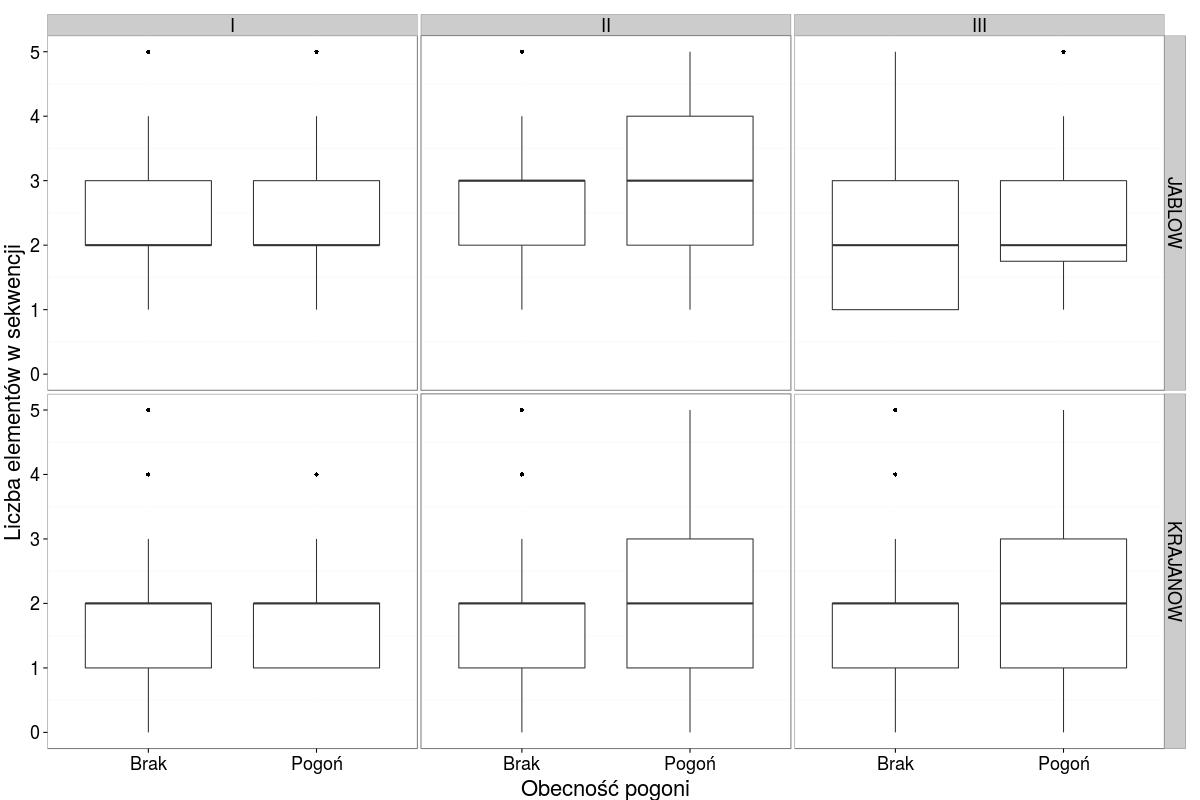 I
II
III
5
4
3
2
1
0
JABLOW
5
4
3
2
1
0
KRAJANOW
Liczba elementów w sekwencji
Brak
Pogoń
Brak
Pogoń
Brak
Pogoń
Obecność pogoni